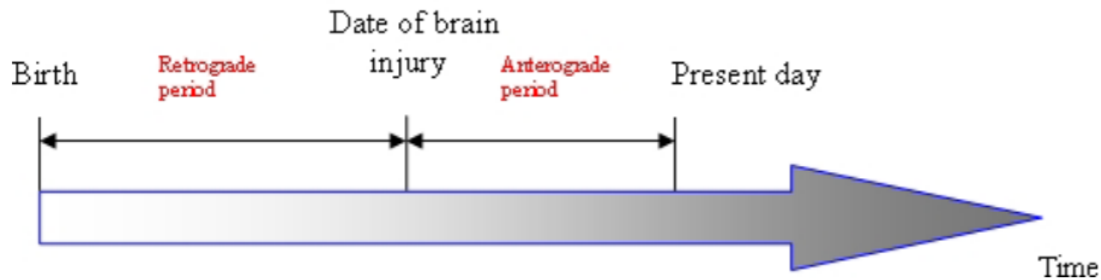 Birth
Retrograde
period
Date of brain
injury
Anterograde
period
Present day
Time